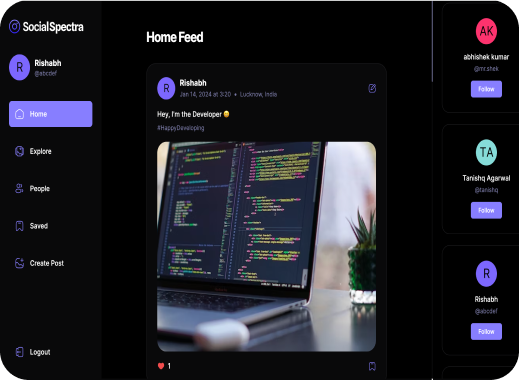 SocialSpectra
R
Rishabh
@abcdef
Home
Explore
People
Saved
Create Post
Logout
Home Feed
R
Rishabh
Jan 14, 2024 at 3:20 • Lucknow, India
Hey, I'm the Developer 😊
#HappyDeveloping
1
AK
abhishek kumar
@mr.shek
Follow
TA
Tanishq Agarwal
@tanishq
Follow
R
Rishabh
@abcdef
Follow